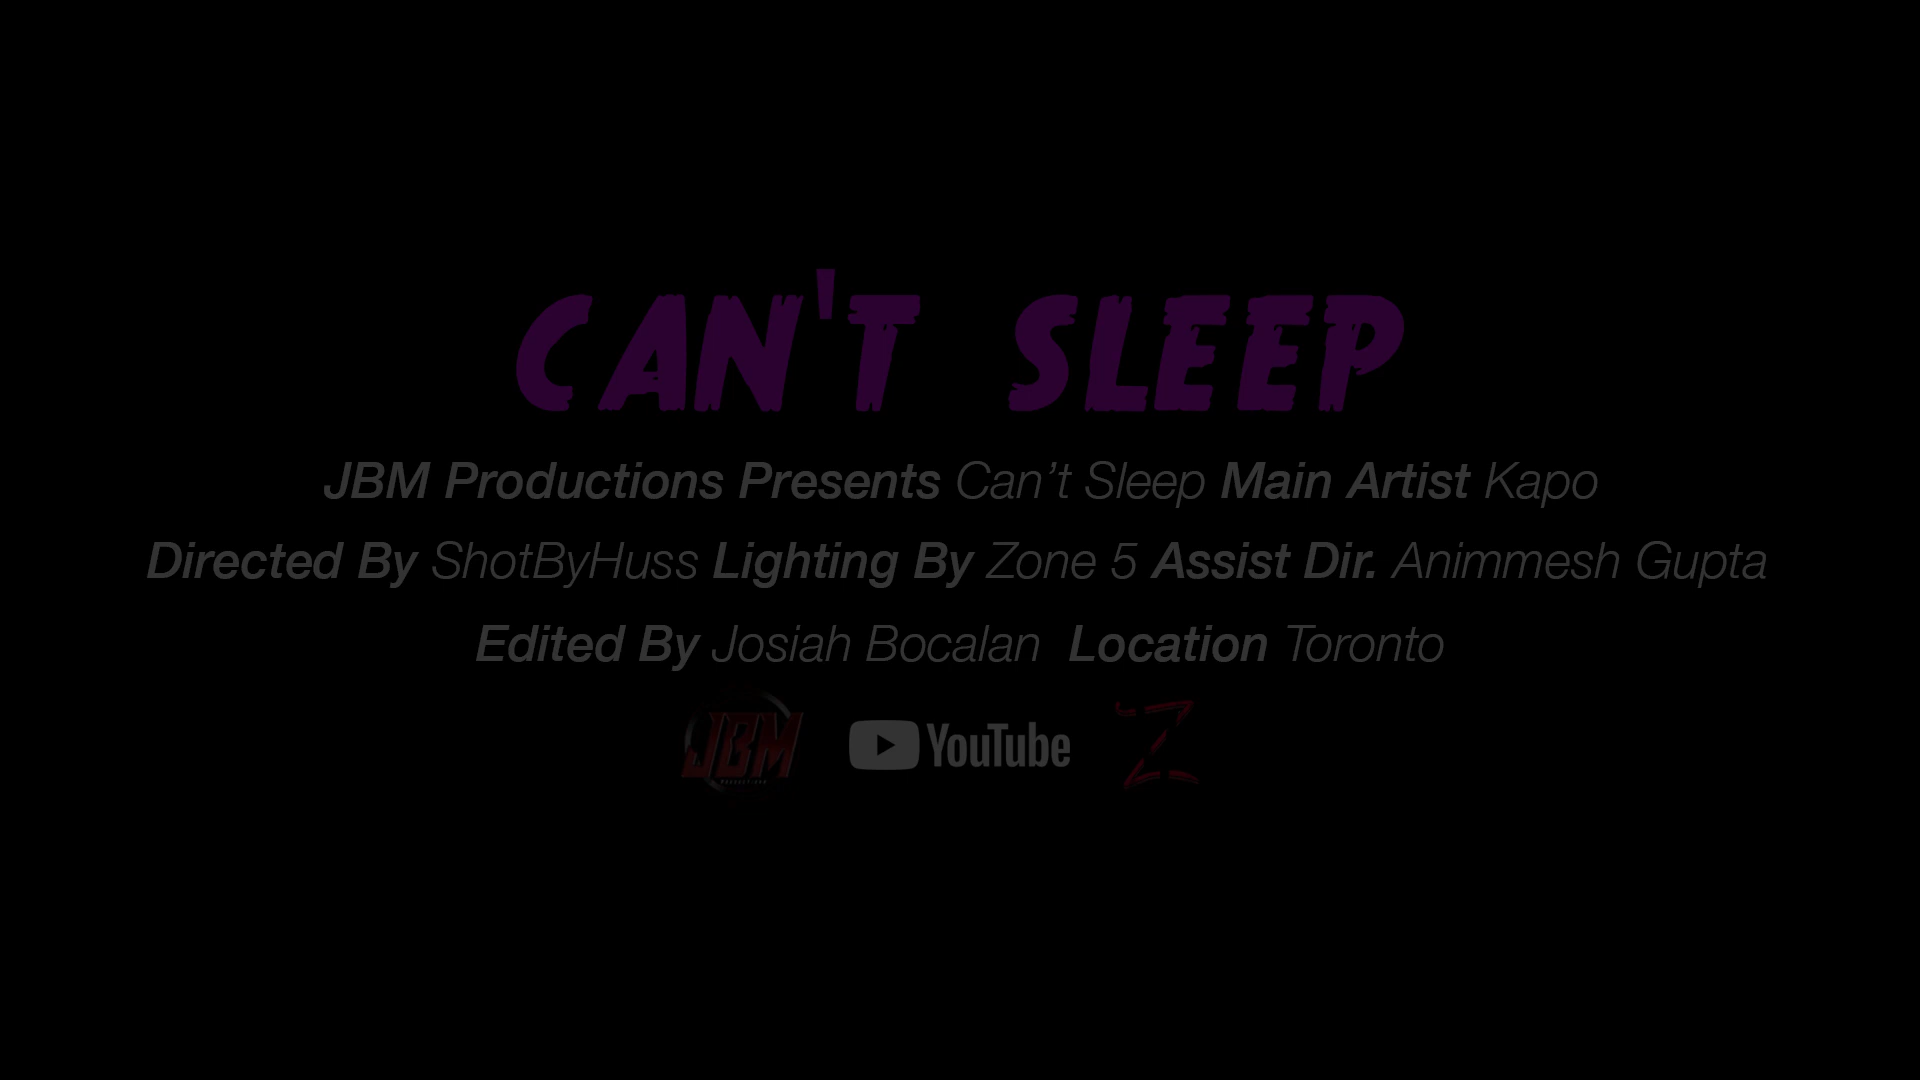 CAN'T SLEEP
JBM Productions Presents Can’t Sleep Main Artist Kapo
Directed By ShotByHuss Lighting By Zone 5 Assist Dir. Animmesh Gupta
Edited By Josiah Bocalan Location Toronto
JBM YouTube Z
Productions